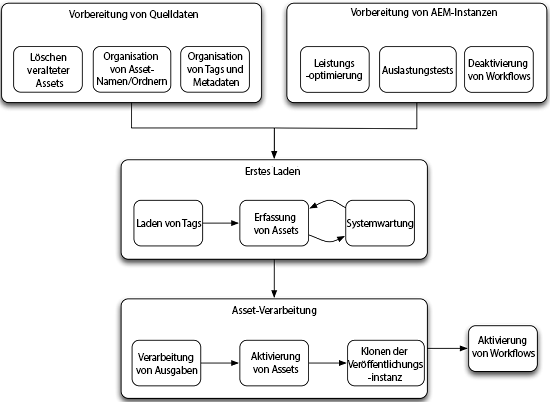 Vorbereitung von Quelldaten
Löschen
veralteter
Assets
Organisation
von Asset-
Namen/Ordnern
Organisation
von Tags und
Metadaten
Vorbereitung von AEM-Instanzen
Leistungs
-optimierung
Auslastungstests
Deaktivierung
von Workflows
Erstes Laden
Laden von Tags
Erfassung
von Assets
Systemwartung
Asset-Verarbeitung
Verarbeitung
von Ausgaben
Aktivierung
von Assets
Klonen der
Veröffentlichungs
-instanz
Aktivierung
von Workflows